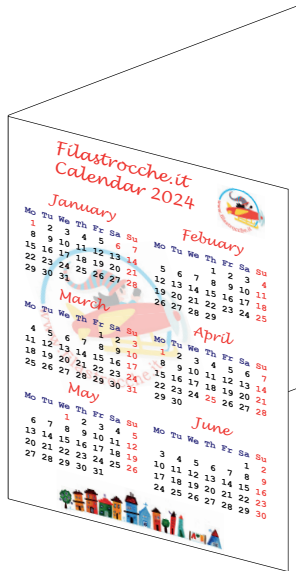 Filastrocche.it
Calendar 2024
January
Mo Tu We Th Fr Sa Su
1 2 3 4 5 6 7
8 9 10 11 12 13 14
15 16 17 18 19 20 21
22 23 24 25 26 27 28
29 30 31
Febuary
Mo Tu We Th Fr Sa Su
1 2 3 4
5 6 7 8 9 10 11
12 13 14 15 16 17 18
19 20 21 22 23 24 25
26 27 28 29
March
Mo Tu We Th Fr Sa Su
1 2 3
4 5 6 7 8 9 10
11 12 13 14 15 16 17
18 19 20 21 22 23 24
25 26 27 28 29 30 31
April
Mo Tu We Th Fr Sa Su
1 2 3 4 5 6 7
8 9 10 11 12 13 14
15 16 17 18 19 20 21
22 23 24 25 26 27 28
29 30
May
Mo Tu We Th Fr Sa Su
1 2 3 4 5
6 7 8 9 10 11 12
13 14 15 16 17 18 19
20 21 22 23 24 25 26
27 28 29 30 31
June
Mo Tu We Th Fr Sa Su
1 2
3 4 5 6 7 8 9
10 11 12 13 14 15 16
17 18 19 20 21 22 23
24 25 26 27 28 29 30